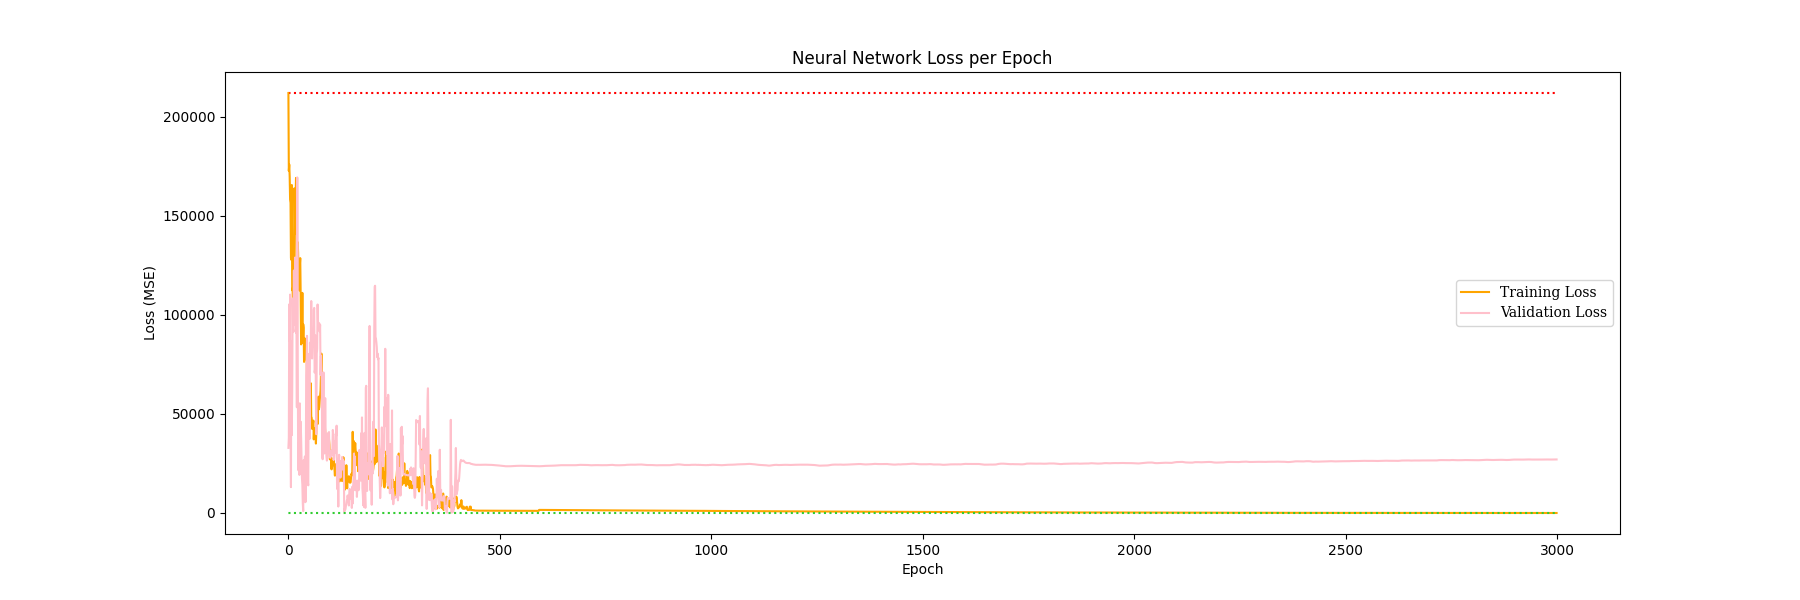 Neural Network Loss per Epoch
200000
150000
100000
50000
0
Loss (MSE)
Training Loss
Validation Loss
0
500
1000
1500
2000
2500
3000
Epoch